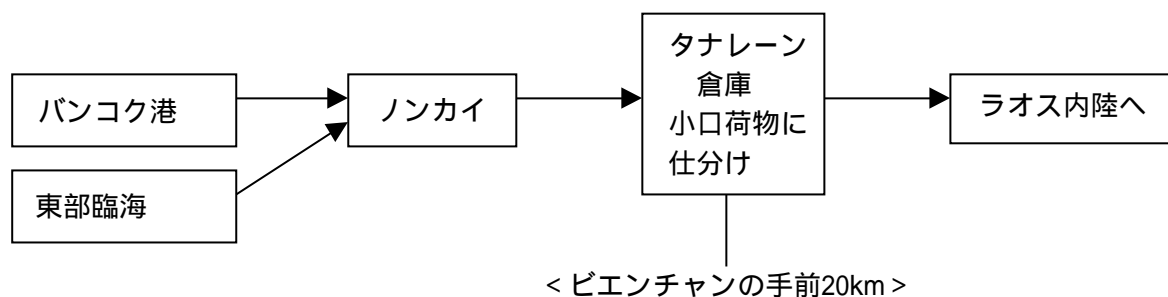 バンコク港
東部臨海
ノンカイ
タナレーン
倉庫
小口荷物に
仕分け
ラオス内陸へ
<ビエンチャンの手前20km>